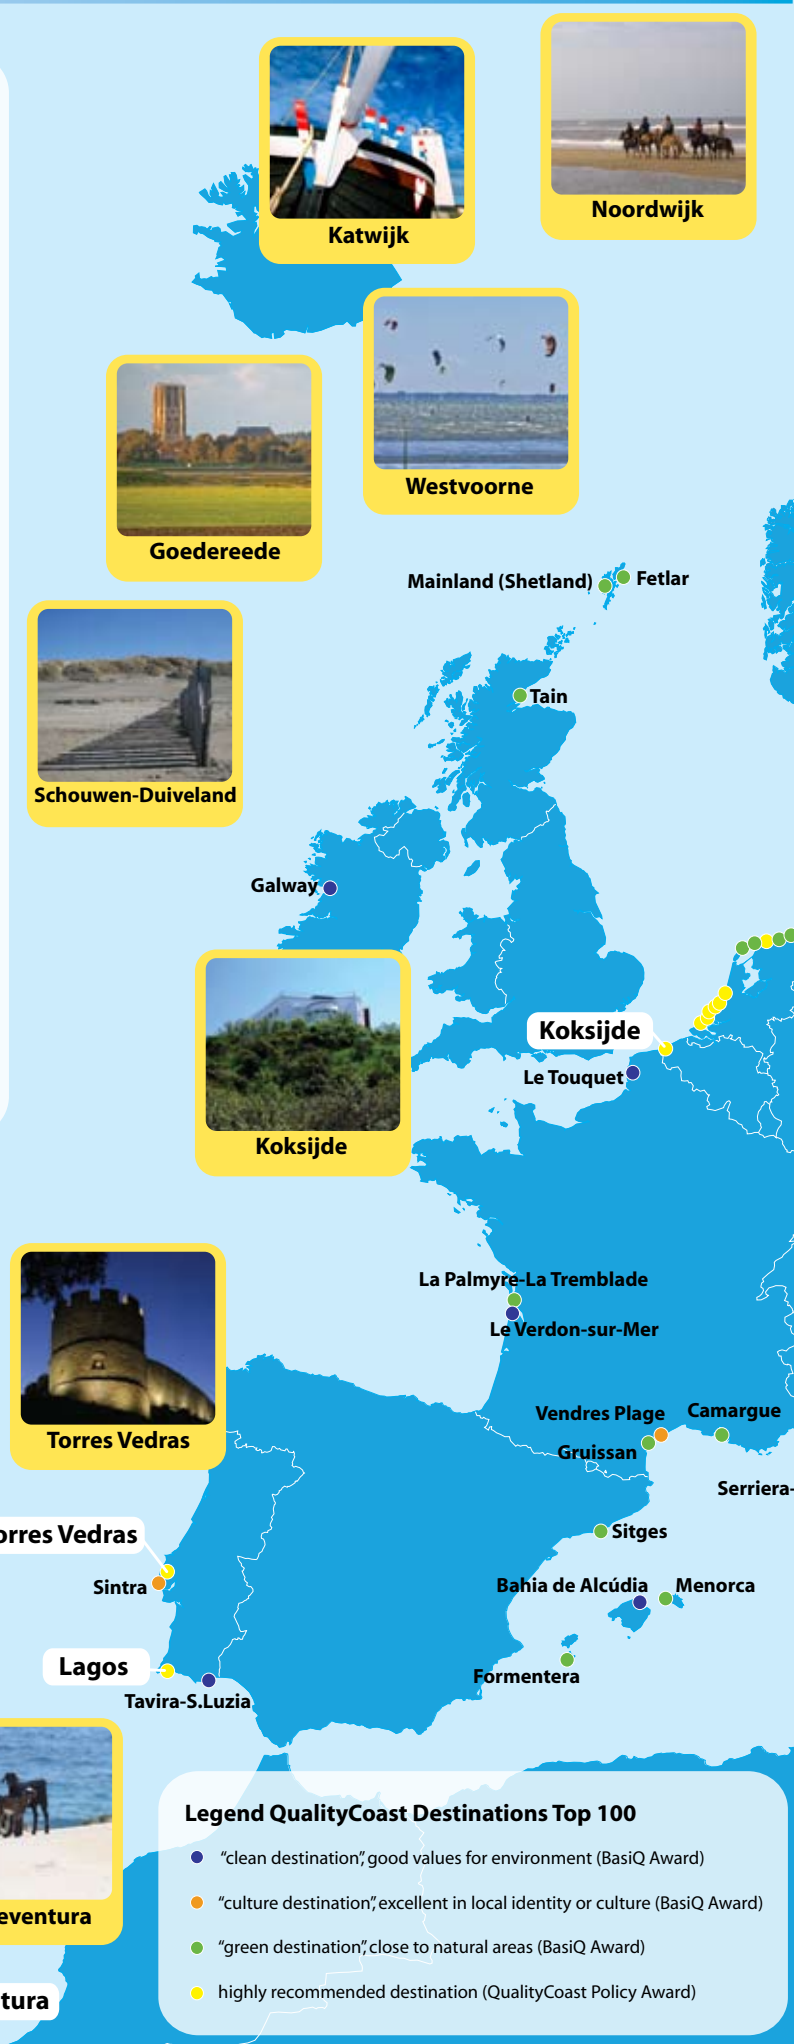 Katwijk
Noordwijk
Westvoorne
Goedereede
Mainland (Shetland)
Fetlar
Tain
Schouwen-Duiveland
Galway
Koksijde
Le Touquet
Koksijde
La Palmyre-La Tremblade
Le Verdon-sur-Mer
Torres Vedras
Vendres Plage
Camargue
Gruissan
Serriera-
orres Vedras
Sitges
Sintra
Bahia de Alcúdia
Menorca
Lagos
Formentera
Tavira-S.Luzia
eventura
tura
Legend QualityCoast Destinations Top 100
“clean destination”, good values for environment (BasiQ Award)
“culture destination”, excellent in local identity or culture (BasiQ Award)
“green destination”, close to natural areas (BasiQ Award)
highly recommended destination (QualityCoast Policy Award)